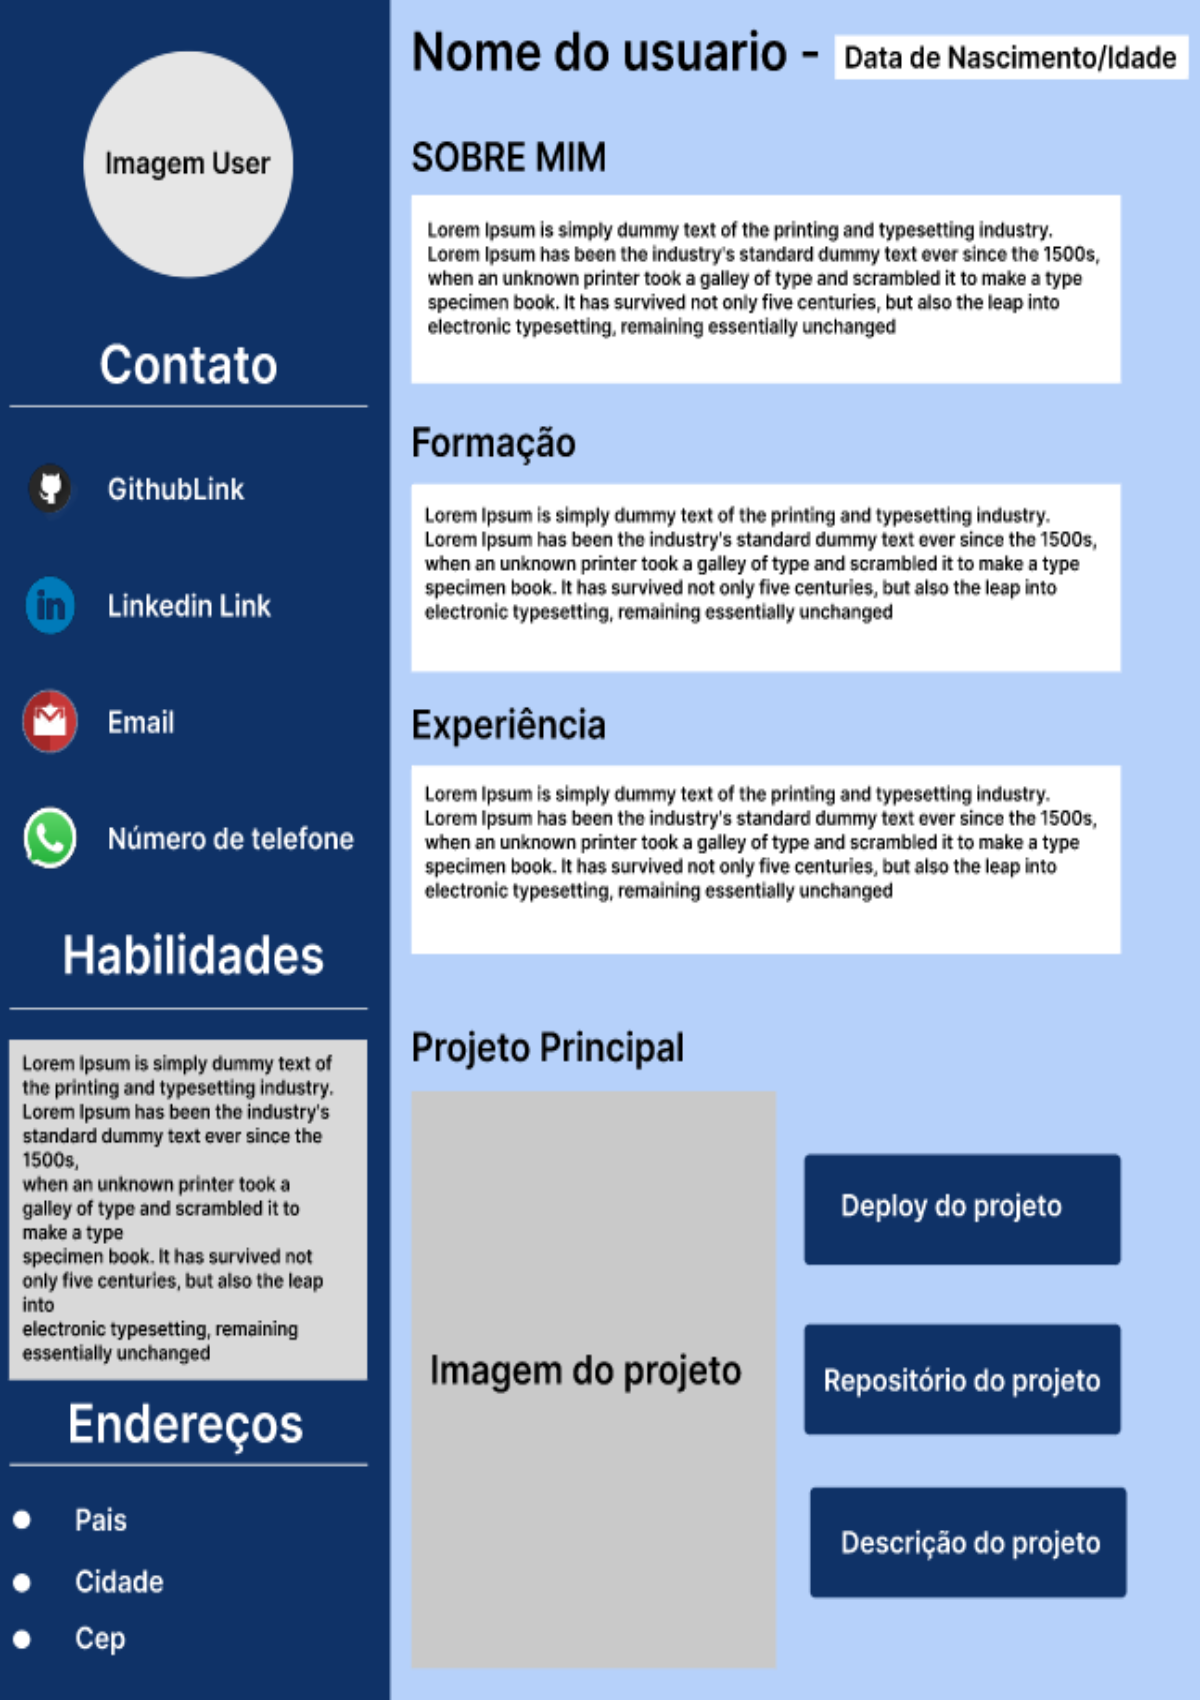 Imagem User
Contato
GithubLink
Linkedin Link
Email
Número de telefone
Habilidades
Lorem Ipsum is simply dummy text of
the printing and typesetting industry.
Lorem Ipsum has been the industry's
standard dummy text ever since the
1500s,
when an unknown printer took a
galley of type and scrambled it to
make a type
specimen book. It has survived not
only five centuries, but also the leap
into
electronic typesetting, remaining
essentially unchanged
Endereços
Pais
Cidade
Cep
Nome do usuario - Data de Nascimento/Idade
SOBRE MIM
Lorem Ipsum is simply dummy text of the printing and typesetting industry.
Lorem Ipsum has been the industry's standard dummy text ever since the 1500s,
when an unknown printer took a galley of type and scrambled it to make a type
specimen book. It has survived not only five centuries, but also the leap into
electronic typesetting, remaining essentially unchanged
Formação
Lorem Ipsum is simply dummy text of the printing and typesetting industry.
Lorem Ipsum has been the industry's standard dummy text ever since the 1500s,
when an unknown printer took a galley of type and scrambled it to make a type
specimen book. It has survived not only five centuries, but also the leap into
electronic typesetting, remaining essentially unchanged
Experiência
Lorem Ipsum is simply dummy text of the printing and typesetting industry.
Lorem Ipsum has been the industry's standard dummy text ever since the 1500s,
when an unknown printer took a galley of type and scrambled it to make a type
specimen book. It has survived not only five centuries, but also the leap into
electronic typesetting, remaining essentially unchanged
Projeto Principal
Imagem do projeto
Deploy do projeto
Repositório do projeto
Descrição do projeto